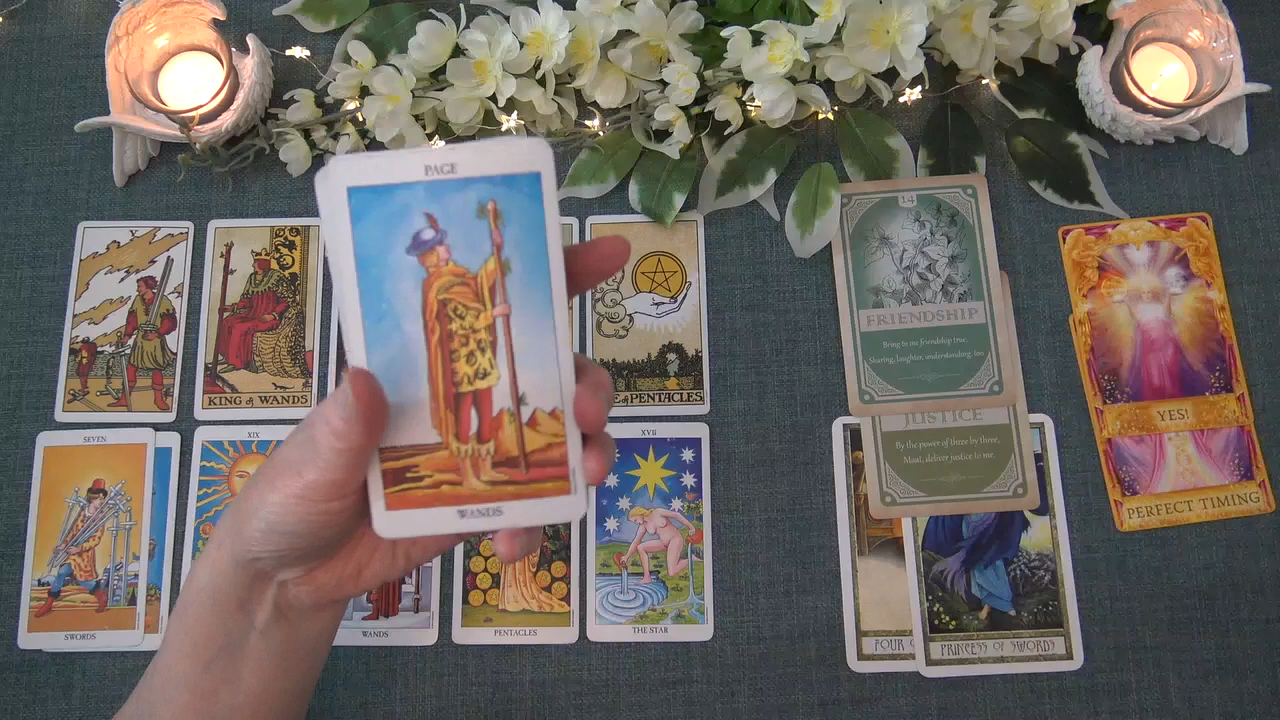 PAGE
WANDS
KING of WANDS
E of PENTACLES
SEVEN
SWORDS
XIX
WANDS
PENTACLES
XVII
THE STAR
14
FRIENDSHIP
Bring to me friendship true,
Sharing, laughter, understanding, too
JUSTICE
By the power of three by three,
Maat, deliver justice to me.
FOUR
PRINCESS OF SWORDS
YES!
PERFECT TIMING